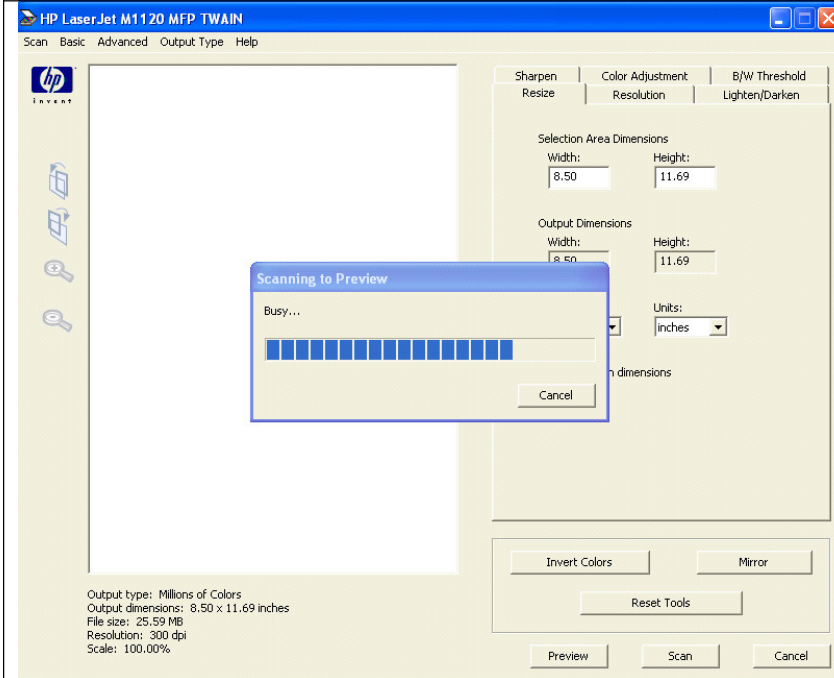 HP LaserJet M1120 MFP TWAIN
Scan Basic Advanced Output Type Help
hp
invent
Sharpen Color Adjustment B/W Threshold
Resize Resolution Lighten/Darken
Selection Area Dimensions
Width: Height:
8.50 11.69
Output Dimensions
Width: Height:
8.50 11.69
Scanning to Preview
Busy...
Cancel
Units:
inches
dimensions
Invert Colors Mirror
Reset Tools
Output type: Millions of Colors
Output dimensions: 8.50 x 11.69 inches
File size: 25.59 MB
Resolution: 300 dpi
Scale: 100.00%
Preview Scan Cancel